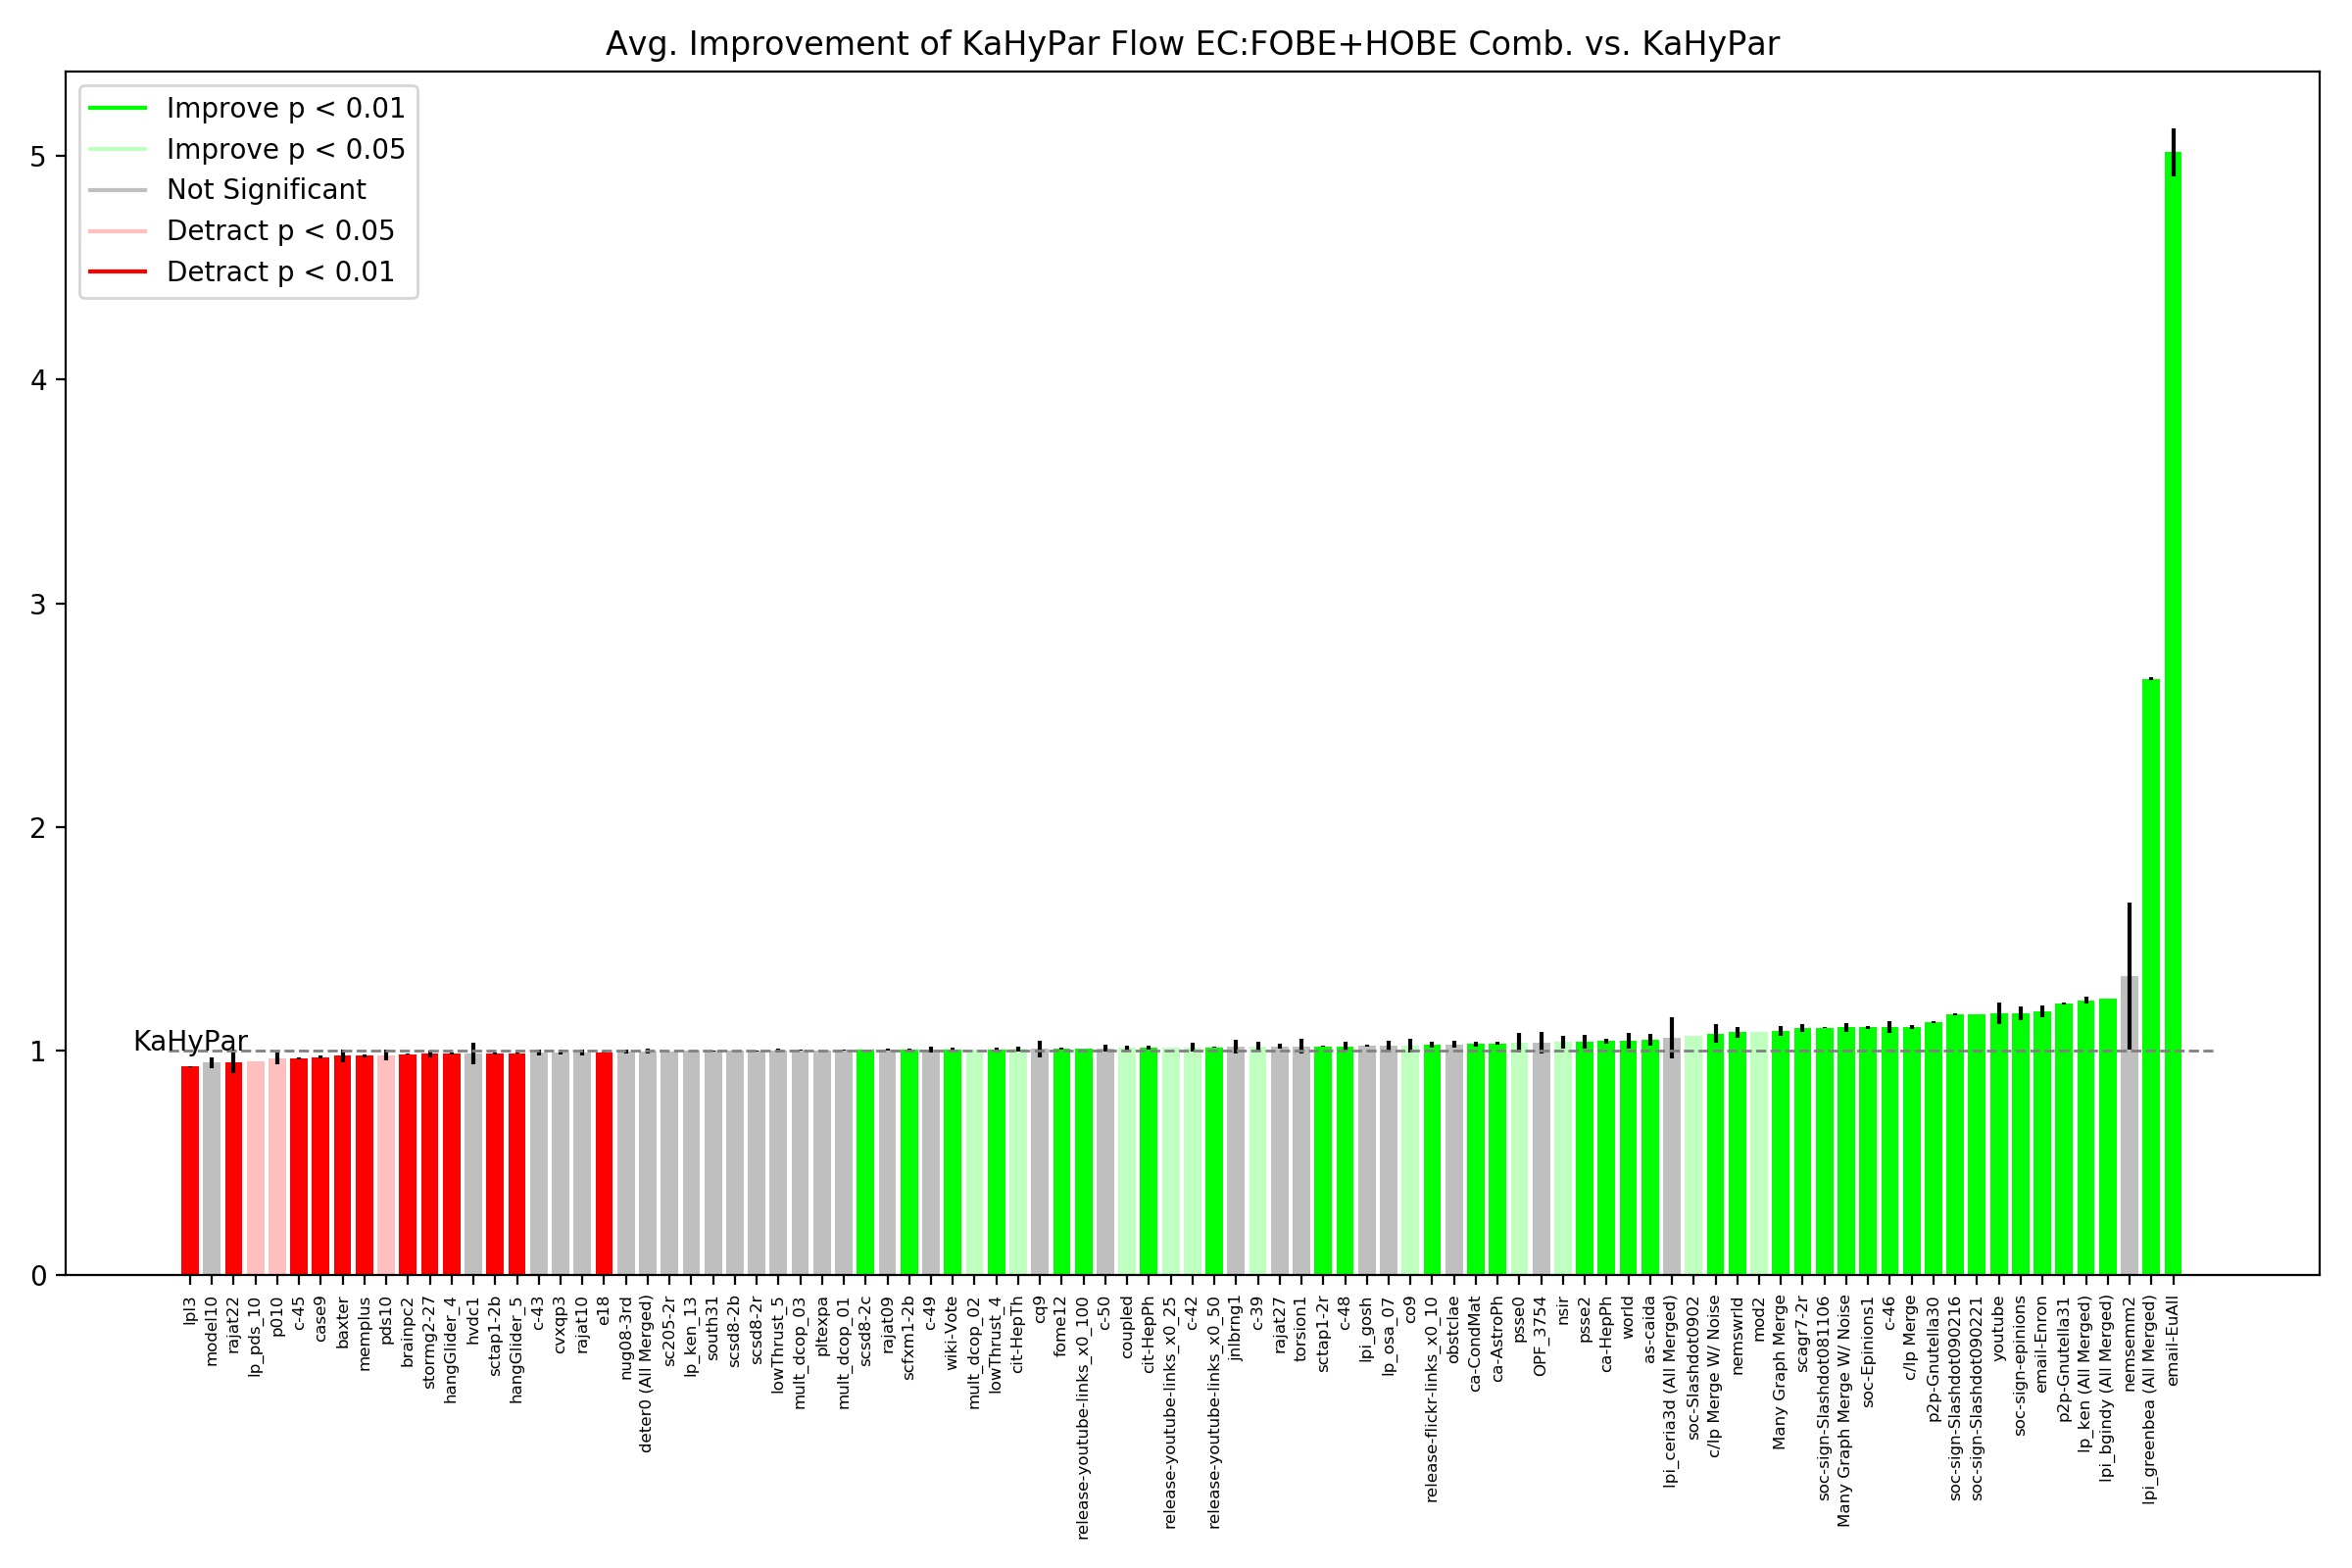 Avg. Improvement of KaHyPar Flow EC:FOBE+HOBE Comb. vs. KaHyPar
Improve p < 0.01
Improve p < 0.05
Not Significant
Detract p < 0.05
Detract p < 0.01
5
4
3
2
1
0
KaHyPar
lpl3
model10
rajat22
lp_pds_10
p010
c-45
case9
baxter
memplus
pds10
brainpc2
stormg2-27
hangGlider_4
hvdc1
sctap1-2b
hangGlider_5
c-43
cvxqp3
rajat10
e18
nug08-3rd
deter0 (All Merged)
sc205-2r
lp_ken_13
south31
scsd8-2b
scsd8-2r
lowThrust_5
mult_dcop_03
pltexpa
mult_dcop_01
scsd8-2c
rajat09
scfxm1-2b
c-49
wiki-Vote
mult_dcop_02
lowThrust_4
cit-HepTh
cq9
fome12
release-youtube-links_x0_100
c-50
coupled
cit-HepPh
release-youtube-links_x0_25
c-42
release-youtube-links_x0_50
jnlbrng1
c-39
rajat27
torsion1
sctap1-2r
c-48
lpi_gosh
lp_osa_07
co9
release-flickr-links_x0_10
obstclae
ca-CondMat
ca-AstroPh
psse0
OPF_3754
nsir
psse2
ca-HepPh
world
as-caida
lpi_ceria3d (All Merged)
soc-Slashdot0902
c/lp Merge W/ Noise
nemswrld
mod2
Many Graph Merge
scagr7-2r
soc-sign-Slashdot081106
Many Graph Merge W/ Noise
soc-Epinions1
c-46
c/lp Merge
p2p-Gnutella30
soc-sign-Slashdot090216
soc-sign-Slashdot090221
youtube
soc-sign-epinions
email-Enron
p2p-Gnutella31
lp_ken (All Merged)
lpi_bgindy (All Merged)
nemsemm2
lpi_greenbea (All Merged)
email-EuAll